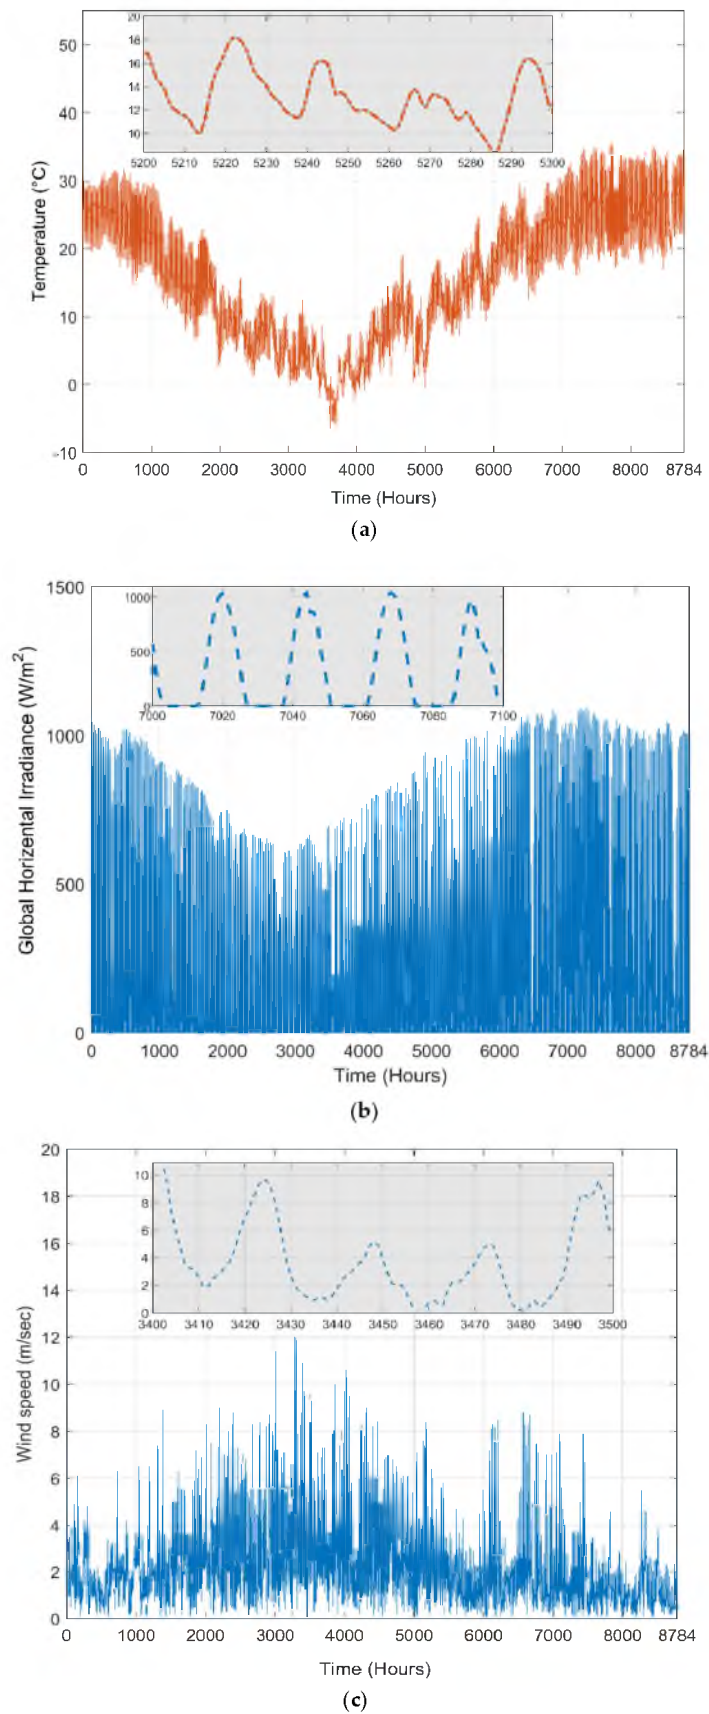 20
18
16
14
12
10
5200 5210 5220 5230 5240 5250 5260 5270 5280 5290 5300
50
40
30
20
10
0
-10
Temperature (°C)
0 1000 2000 3000 4000 5000 6000 7000 8000 8784
Time (Hours)
(a)
1500
1000
500
0
Global Horizental Irradiance (W/m2)
1000
500
0
7000 7020 7040 7060 7080 7100
0 1000 2000 3000 4000 5000 6000 7000 8000 8784
Time (Hours)
(b)
20
18
16
14
12
10
8
6
4
2
0
Wind speed (m/sec)
10
8
6
4
2
0
3400 3410 3420 3430 3440 3450 3460 3470 3480 3490 3500
0 1000 2000 3000 4000 5000 6000 7000 8000 8784
Time (Hours)
(c)